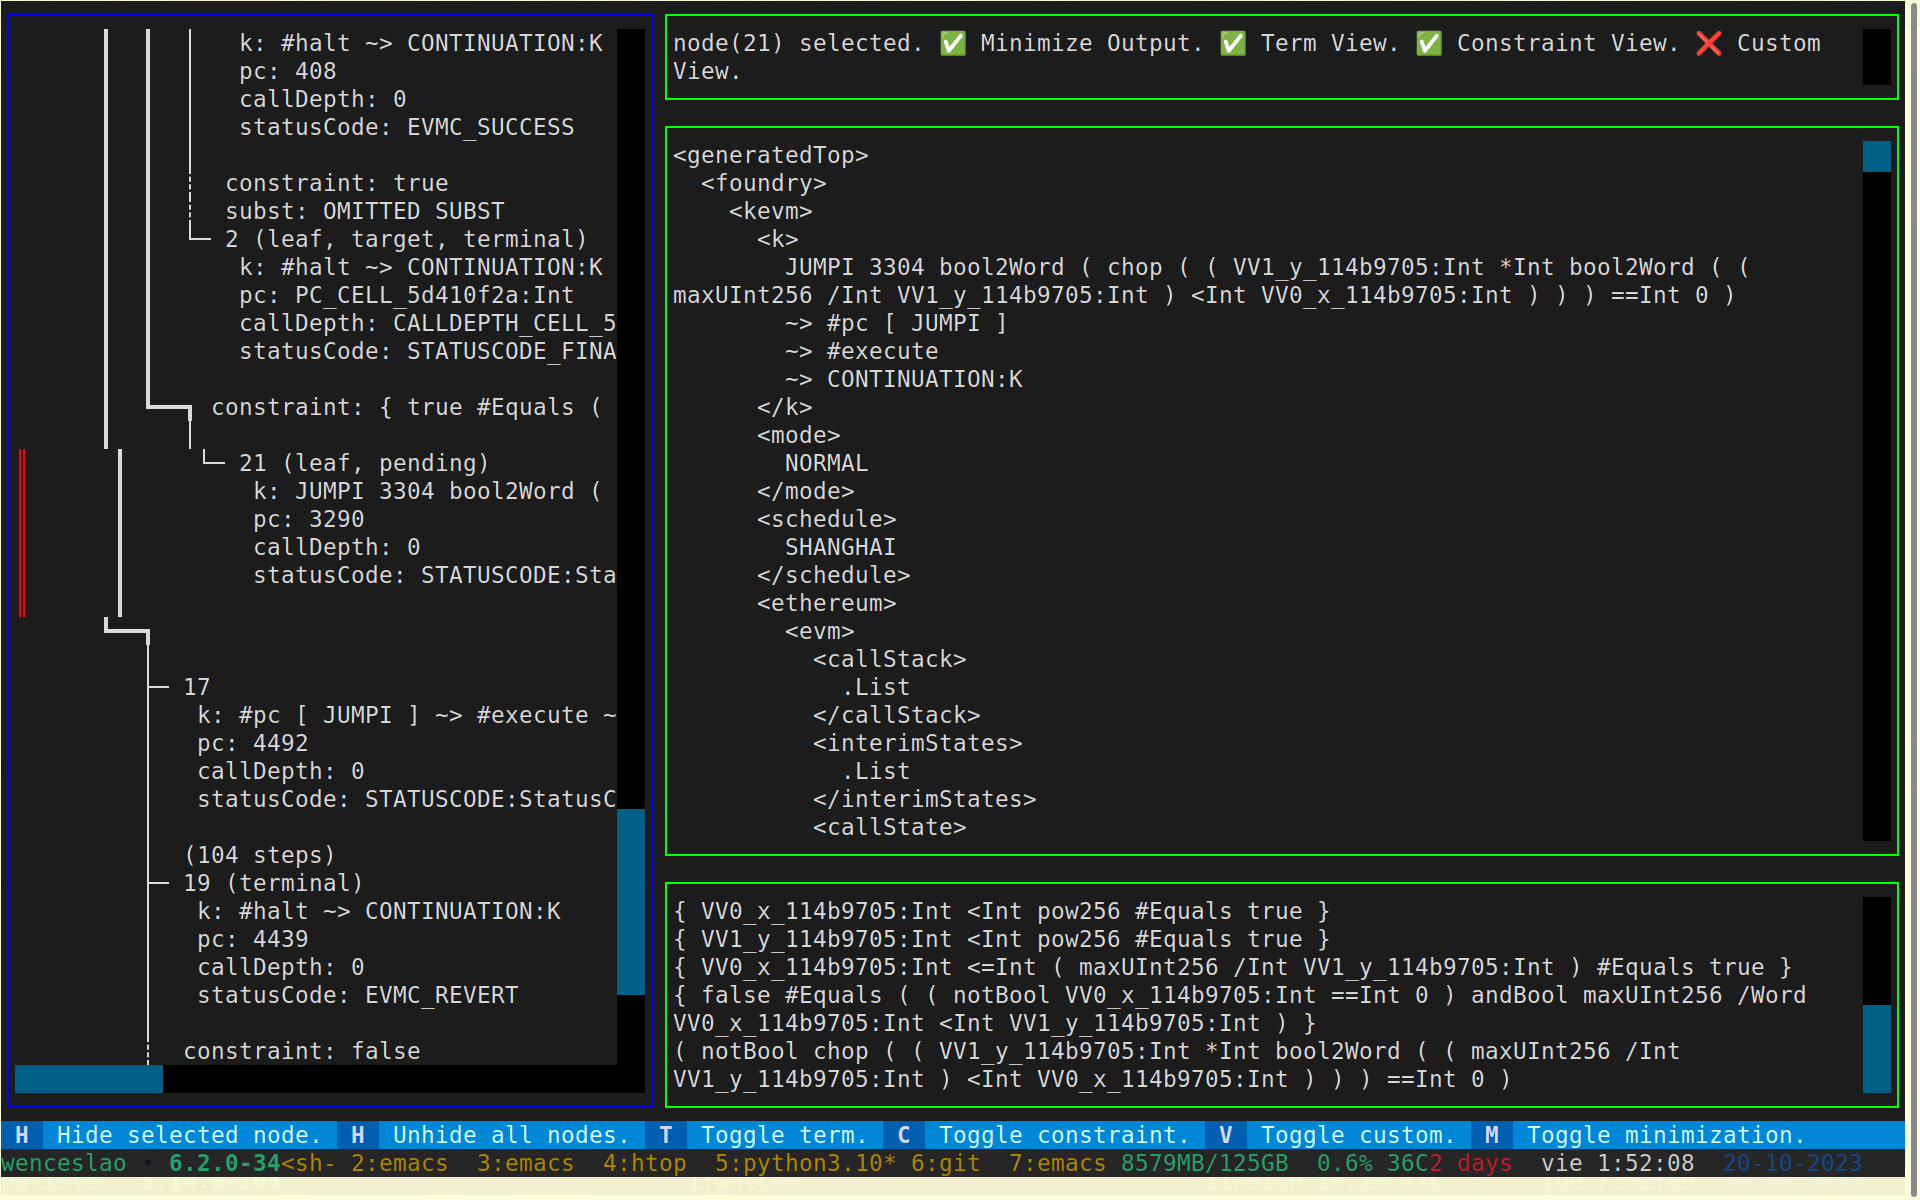 k: #halt ~> CONTINUATION:K
pc: 408
callDepth: 0
statusCode: EVMC_SUCCESS
constraint: true
subst: OMITTED SUBST
2 (leaf, target, terminal)
k: #halt ~> CONTINUATION:K
pc: PC_CELL_5d410f2a:Int
callDepth: CALLDEPTH_CELL_5
statusCode: STATUSCODE_FINA
constraint: { true #Equals (
21 (leaf, pending)
k: JUMPI 3304 bool2Word (
pc: 3290
callDepth: 0
statusCode: STATUSCODE:Sta
17
k: #pc [ JUMPI ] ~> #execute ~
pc: 4492
callDepth: 0
statusCode: STATUSCODE:StatusC
(104 steps)
19 (terminal)
k: #halt ~> CONTINUATION:K
pc: 4439
callDepth: 0
statusCode: EVMC_REVERT
constraint: false
node(21) selected. ✅ Minimize Output. ✅ Term View. ✅ Constraint View. ❌ Custom
View.
<generatedTop>
<foundry>
<kevm>
<k>
JUMPI 3304 bool2Word ( chop ( ( VV1_y_114b9705:Int *Int bool2Word ( (
maxUInt256 /Int VV1_y_114b9705:Int ) <Int VV0_x_114b9705:Int ) ) ) ==Int 0 )
~> #pc [ JUMPI ]
~> #execute
~> CONTINUATION:K
</k>
<mode>
NORMAL
</mode>
<schedule>
SHANGHAI
</schedule>
<ethereum>
<evm>
<callStack>
.List
</callStack>
<interimStates>
.List
</interimStates>
<callState>
{ VV0_x_114b9705:Int <Int pow256 #Equals true }
{ VV1_y_114b9705:Int <Int pow256 #Equals true }
{ VV0_x_114b9705:Int <=Int ( maxUInt256 /Int VV1_y_114b9705:Int ) #Equals true }
{ false #Equals ( ( notBool VV0_x_114b9705:Int ==Int 0 ) andBool maxUInt256 /Word
VV0_x_114b9705:Int <Int VV1_y_114b9705:Int ) }
( notBool chop ( ( VV1_y_114b9705:Int *Int bool2Word ( ( maxUInt256 /Int
VV1_y_114b9705:Int ) <Int VV0_x_114b9705:Int ) ) ) ==Int 0 )
H Hide selected node. H Unhide all nodes. T Toggle term. C Toggle constraint. V Toggle custom. M Toggle minimization.
wenceslao • 6.2.0-34<sh- 2:emacs 3:emacs 4:htop 5:python3.10* 6:git 7:emacs 8579MB/125GB 0.6% 36C2 days vie 1:52:08 20-10-2023